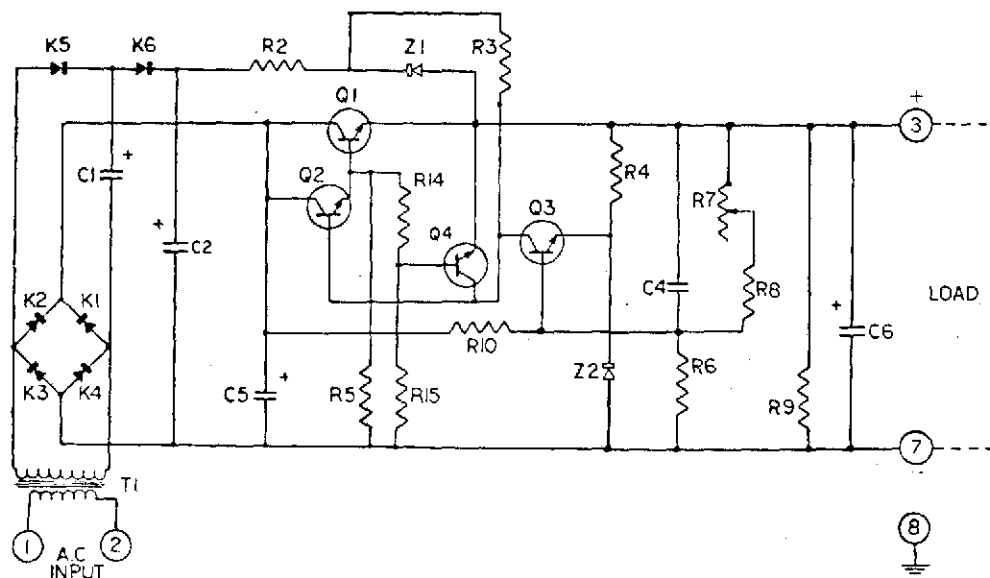 K5
K6
R2
Z1
R3
Q1
+
3
C1
+
Q2
R14
R4
R7
Q3
Q4
+
C2
C4
R8
LOAD
K2
K1
+
C6
R10
K3
K4
C5
+
R5
R15
Z2
R6
R9
7
-
T1
8
1
A.C
INPUT
2